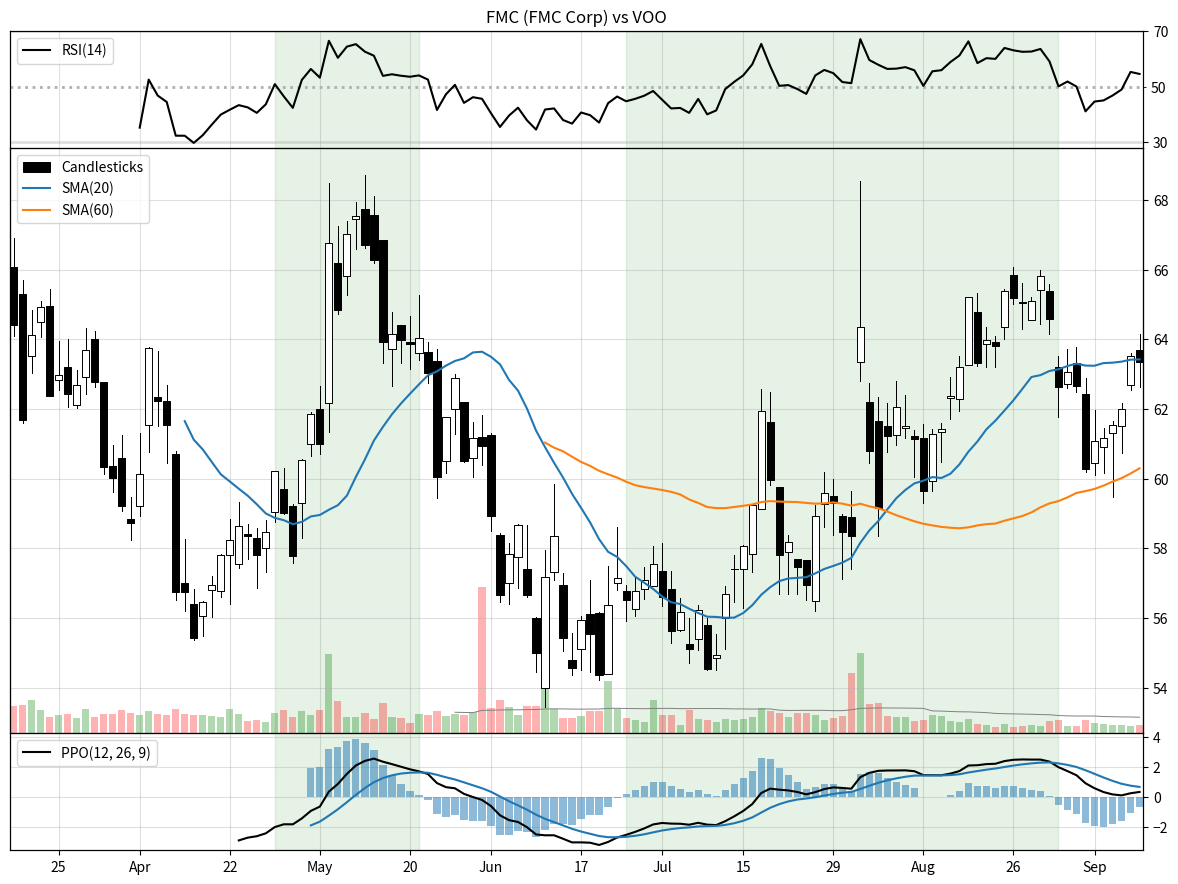 FMC (FMC Corp) vs VOO
RSI(14)
70
50
30
Candlesticks
SMA(20)
SMA(60)
68
66
64
62
60
58
56
54
PPO(12, 26, 9)
4
2
0
−2
25 Apr 22 May 20 Jun 17 Jul 15 29 Aug 26 Sep